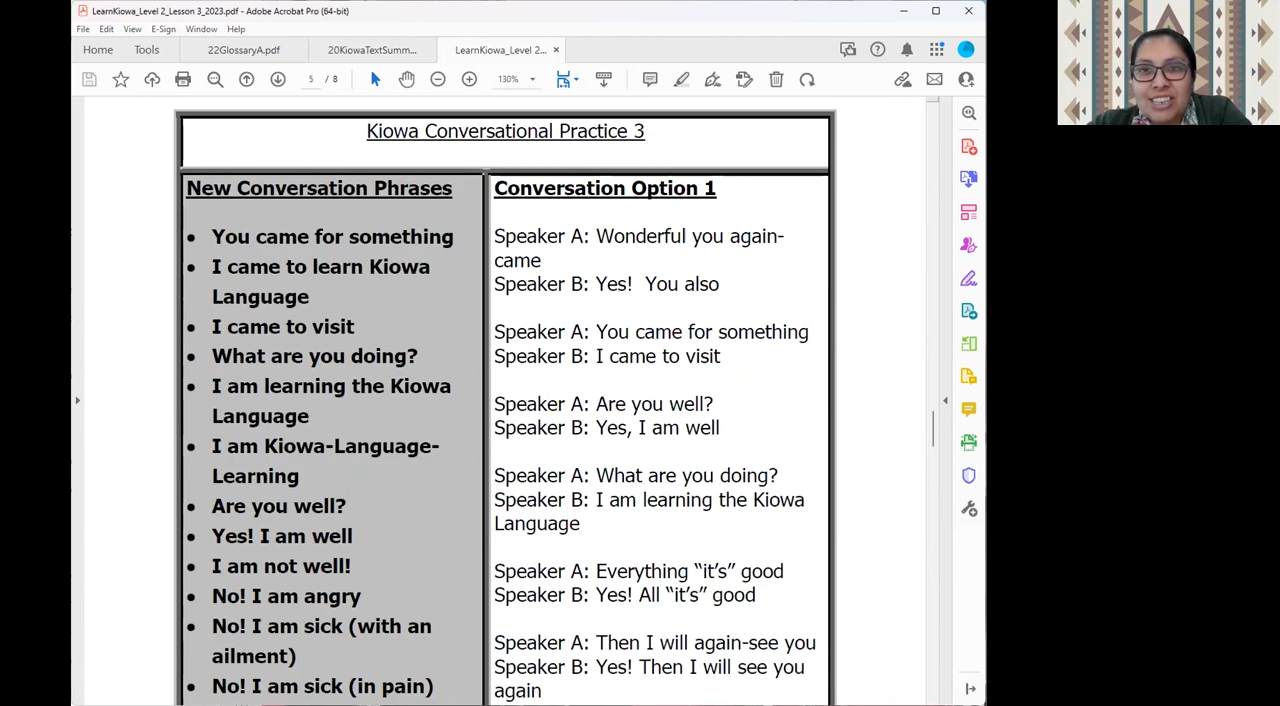 LearnKiowa_Level 2_Lesson 3_2023.pdf - Adobe Acrobat Pro (64-bit)
File Edit View E-Sign Window Help
Home Tools 22GlossaryA.pdf 20KiowaTextSumm... LearnKiowa_Level 2... ×
5 / 8 130%
Kiowa Conversational Practice 3
New Conversation Phrases
• You came for something
• I came to learn Kiowa
Language
• I came to visit
• What are you doing?
• I am learning the Kiowa
Language
• I am Kiowa-Language-
Learning
• Are you well?
• Yes! I am well
• I am not well!
• No! I am angry
• No! I am sick (with an
ailment)
• No! I am sick (in pain)
Conversation Option 1
Speaker A: Wonderful you again-
came
Speaker B: Yes! You also
Speaker A: You came for something
Speaker B: I came to visit
Speaker A: Are you well?
Speaker B: Yes, I am well
Speaker A: What are you doing?
Speaker B: I am learning the Kiowa
Language
Speaker A: Everything “it’s” good
Speaker B: Yes! All “it’s” good
Speaker A: Then I will again-see you
Speaker B: Yes! Then I will see you
again